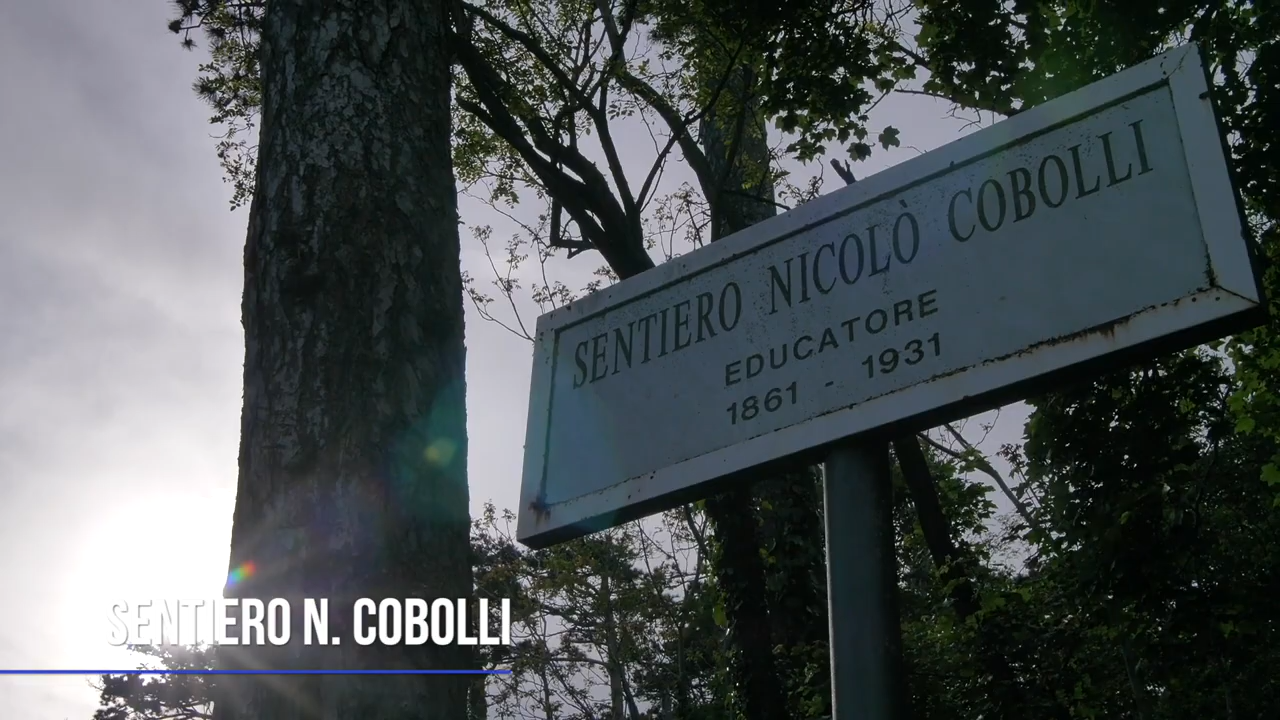 SENTIERO NICOLÒ COBOLLI
EDUCATORE
1861 - 1931
SENTIERO N. COBOLLI